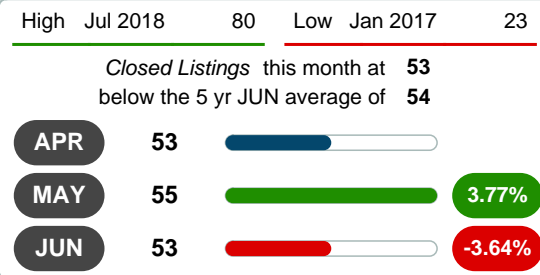 High Jul 2018 80 Low Jan 2017 23
Closed Listings this month at 53
below the 5 yr JUN average of 54
APR 53
MAY 55 3.77%
JUN 53 -3.64%